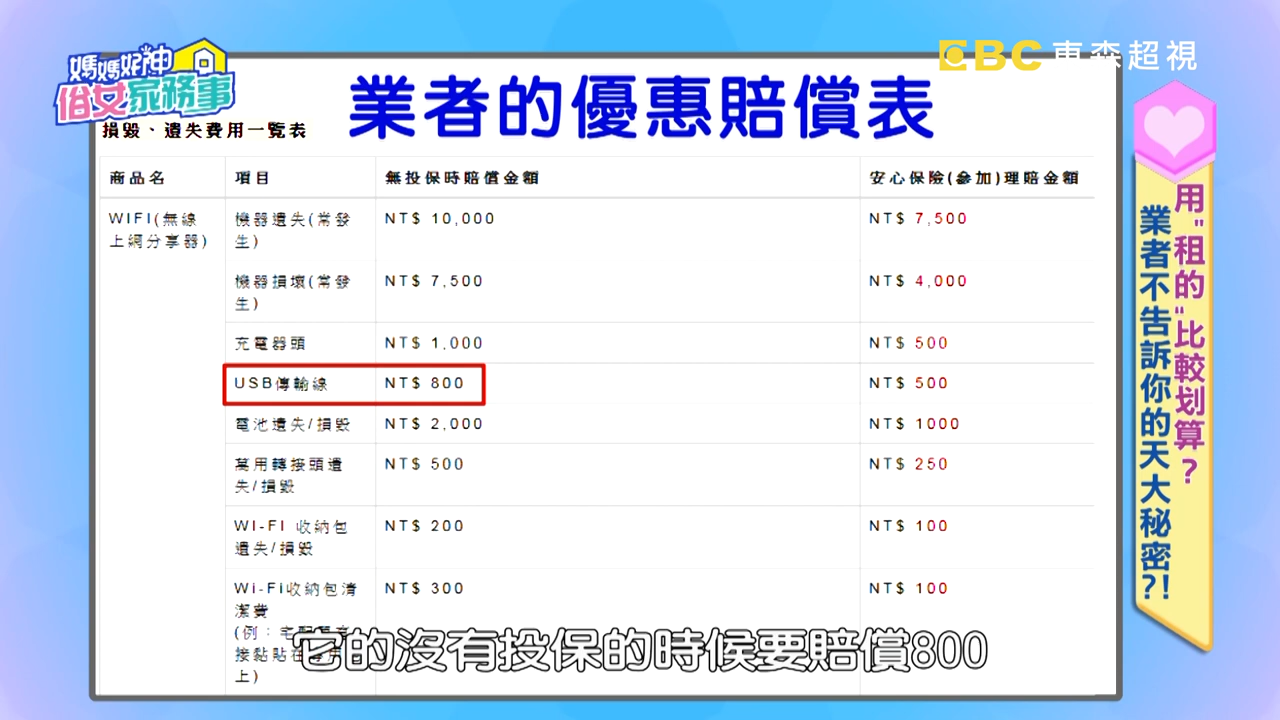 媽媽好神
俗女家務事
EBC 東森超視
業者的優惠賠償表
損毀、遺失費用一覽表
商品名 項目 無投保時賠償金額 安心保險(參加)理賠金額
WIFI(無線上網分享器) 機器遺失(常發生) NT$ 10,000 NT$ 7,500
機器損壞(常發生) NT$ 7,500 NT$ 4,000
充電器頭 NT$ 1,000 NT$ 500
USB傳輸線 NT$ 800 NT$ 500
電池遺失/損毀 NT$ 2,000 NT$ 1000
萬用轉接頭遺失/損毀 NT$ 500 NT$ 250
WI-FI 收納包遺失/損毀 NT$ 200 NT$ 100
Wi-Fi收納包清潔費 NT$ 300 NT$ 100
(例：宅配
接黏貼在
上)
它的沒有投保的時候要賠償800
用"租的"比較划算?
業者不告訴你的天大秘密?!